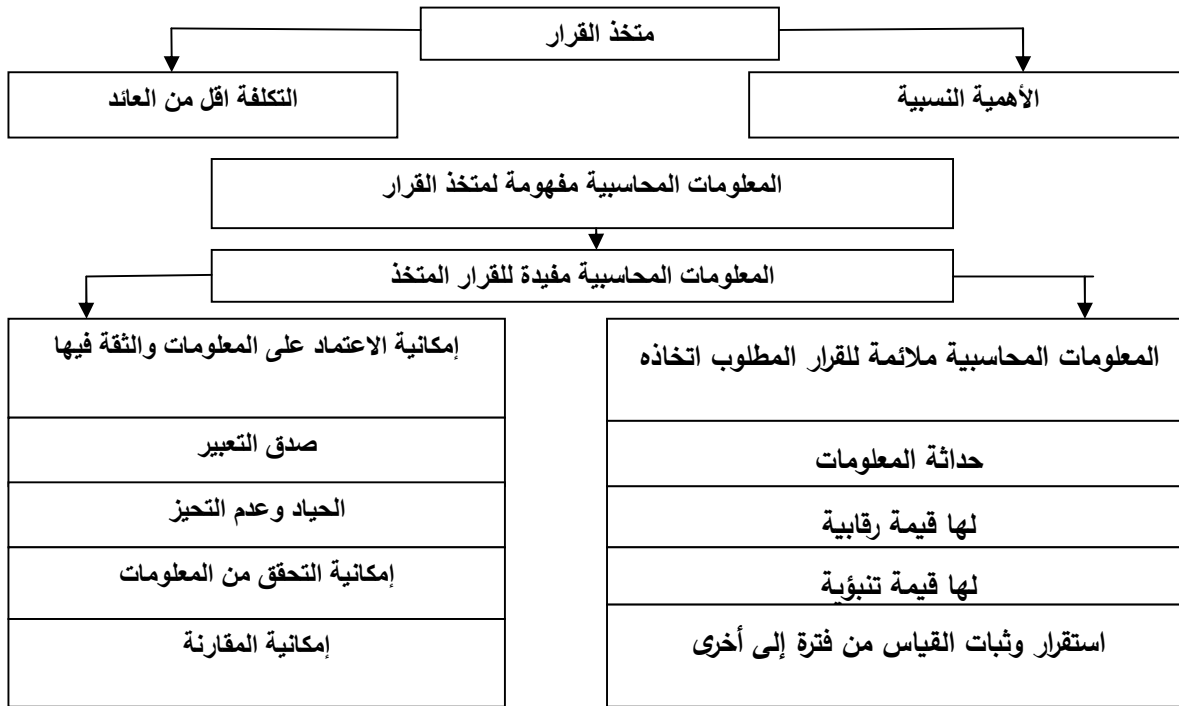 متخذ القرار
الأهمية النسبية
التكلفة اقل من العائد
المعلومات المحاسبية مفهومة لمتخذ القرار
المعلومات المحاسبية مفيدة للقرار المتخذ
المعلومات المحاسبية ملائمة للقرار المطلوب اتخاذه
حداثة المعلومات
لها قيمة رقابية
لها قيمة تنبؤية
استقرار وثبات القياس من فترة إلى أخرى
إمكانية الاعتماد على المعلومات والثقة فيها
صدق التعبير
الحياد وعدم التحيز
إمكانية التحقق من المعلومات
إمكانية المقارنة